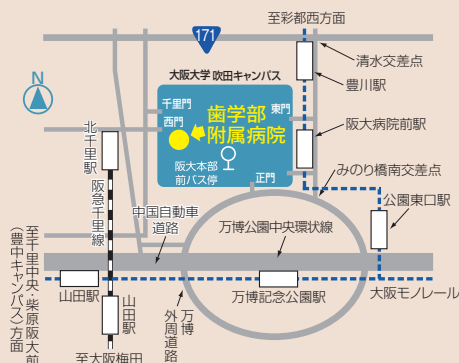 至彩都西方面
171
清水交差点
豊川駅
大阪大学 吹田キャンパス
N
千里門
東門
西門
歯学部
附属病院
阪大病院前駅
阪大本部
前バス停
正門
みのり橋南交差点
北千里駅
阪急千里線
公園東口駅
中国自動車
道路
万博公園中央環状線
至千里中央・柴原阪大前
(豊中キャンパス)方面
山田駅
山田駅
万博
外周道路
万博記念公園駅
大阪モノレール
至大阪梅田